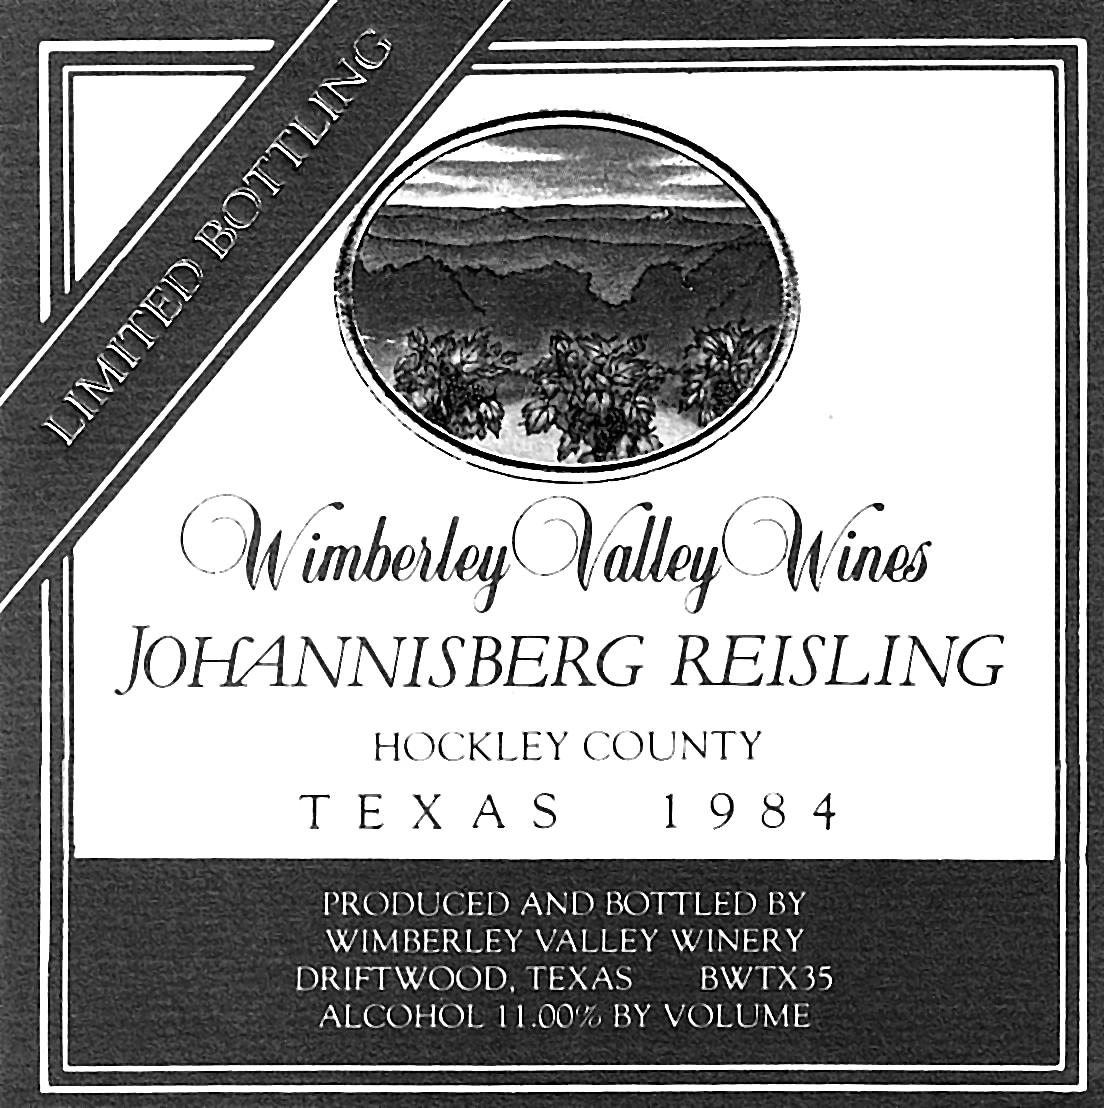 LIMITED BOTTLING
Wimberley Valley Wines
JOHANNISBERG REISLING
HOCKLEY COUNTY
TEXAS 1984
PRODUCED AND BOTTLED BY
WIMBERLEY VALLEY WINERY
DRIFTWOOD, TEXAS BWTX35
ALCOHOL 11.00% BY VOLUME